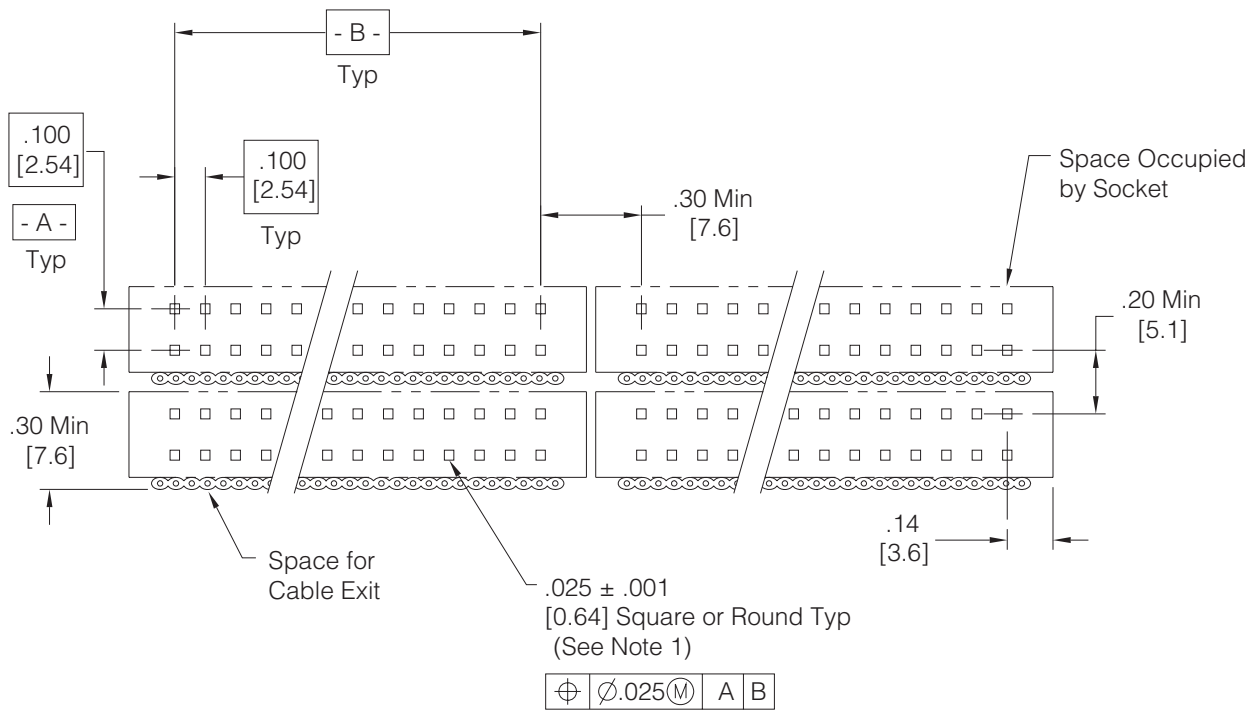 - B -
Typ
.100
[2.54]
.100
[2.54]
Typ
- A -
Typ
.30 Min
[7.6]
Space Occupied
by Socket
.20 Min
[5.1]
.30 Min
[7.6]
.14
[3.6]
Space for
Cable Exit
.025 ± .001
[0.64] Square or Round Typ
(See Note 1)
⌖ ∅.025Ⓜ A B